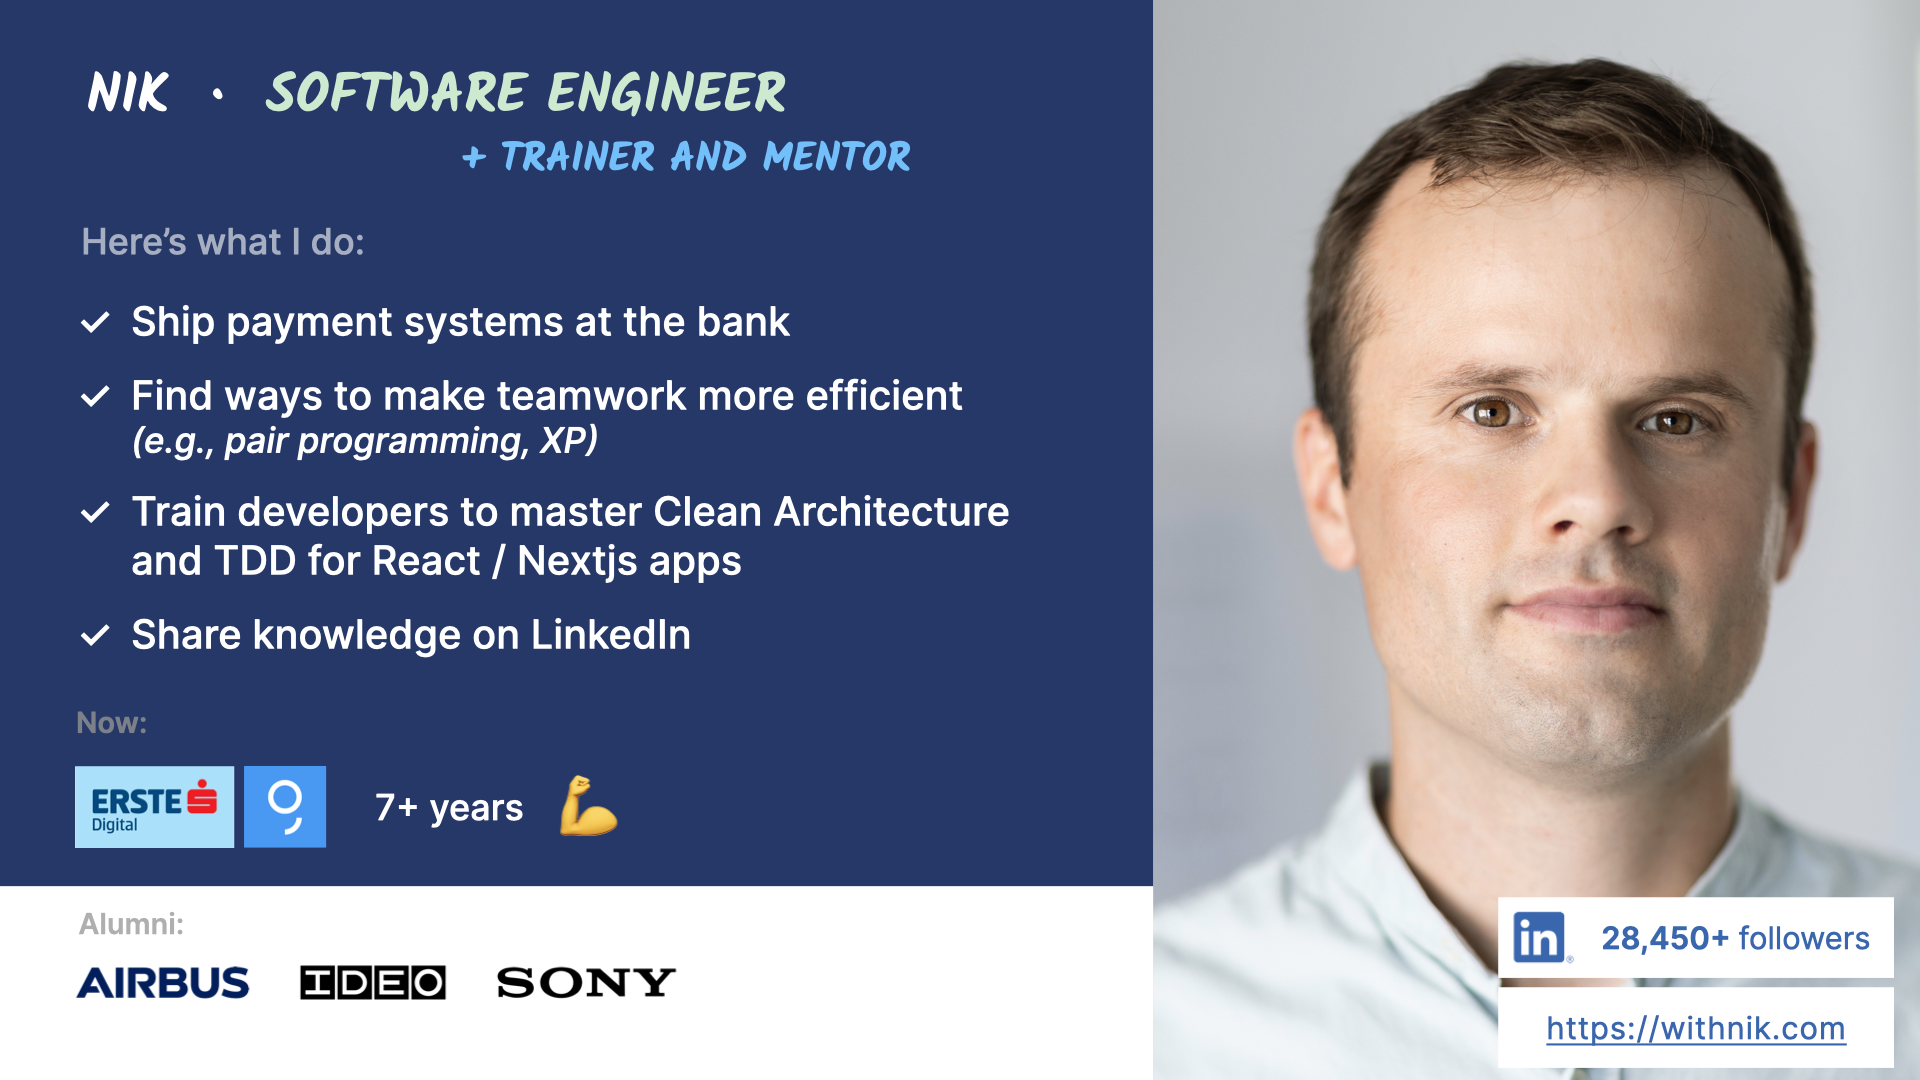 NIK · SOFTWARE ENGINEER
+ TRAINER AND MENTOR
Here’s what I do:
✓ Ship payment systems at the bank
✓ Find ways to make teamwork more efficient
(e.g., pair programming, XP)
✓ Train developers to master Clean Architecture
and TDD for React / Nextjs apps
✓ Share knowledge on LinkedIn
Now:
ERSTE
Digital
7+ years 💪
Alumni:
AIRBUS IDEO SONY
in® 28,450+ followers
https://withnik.com